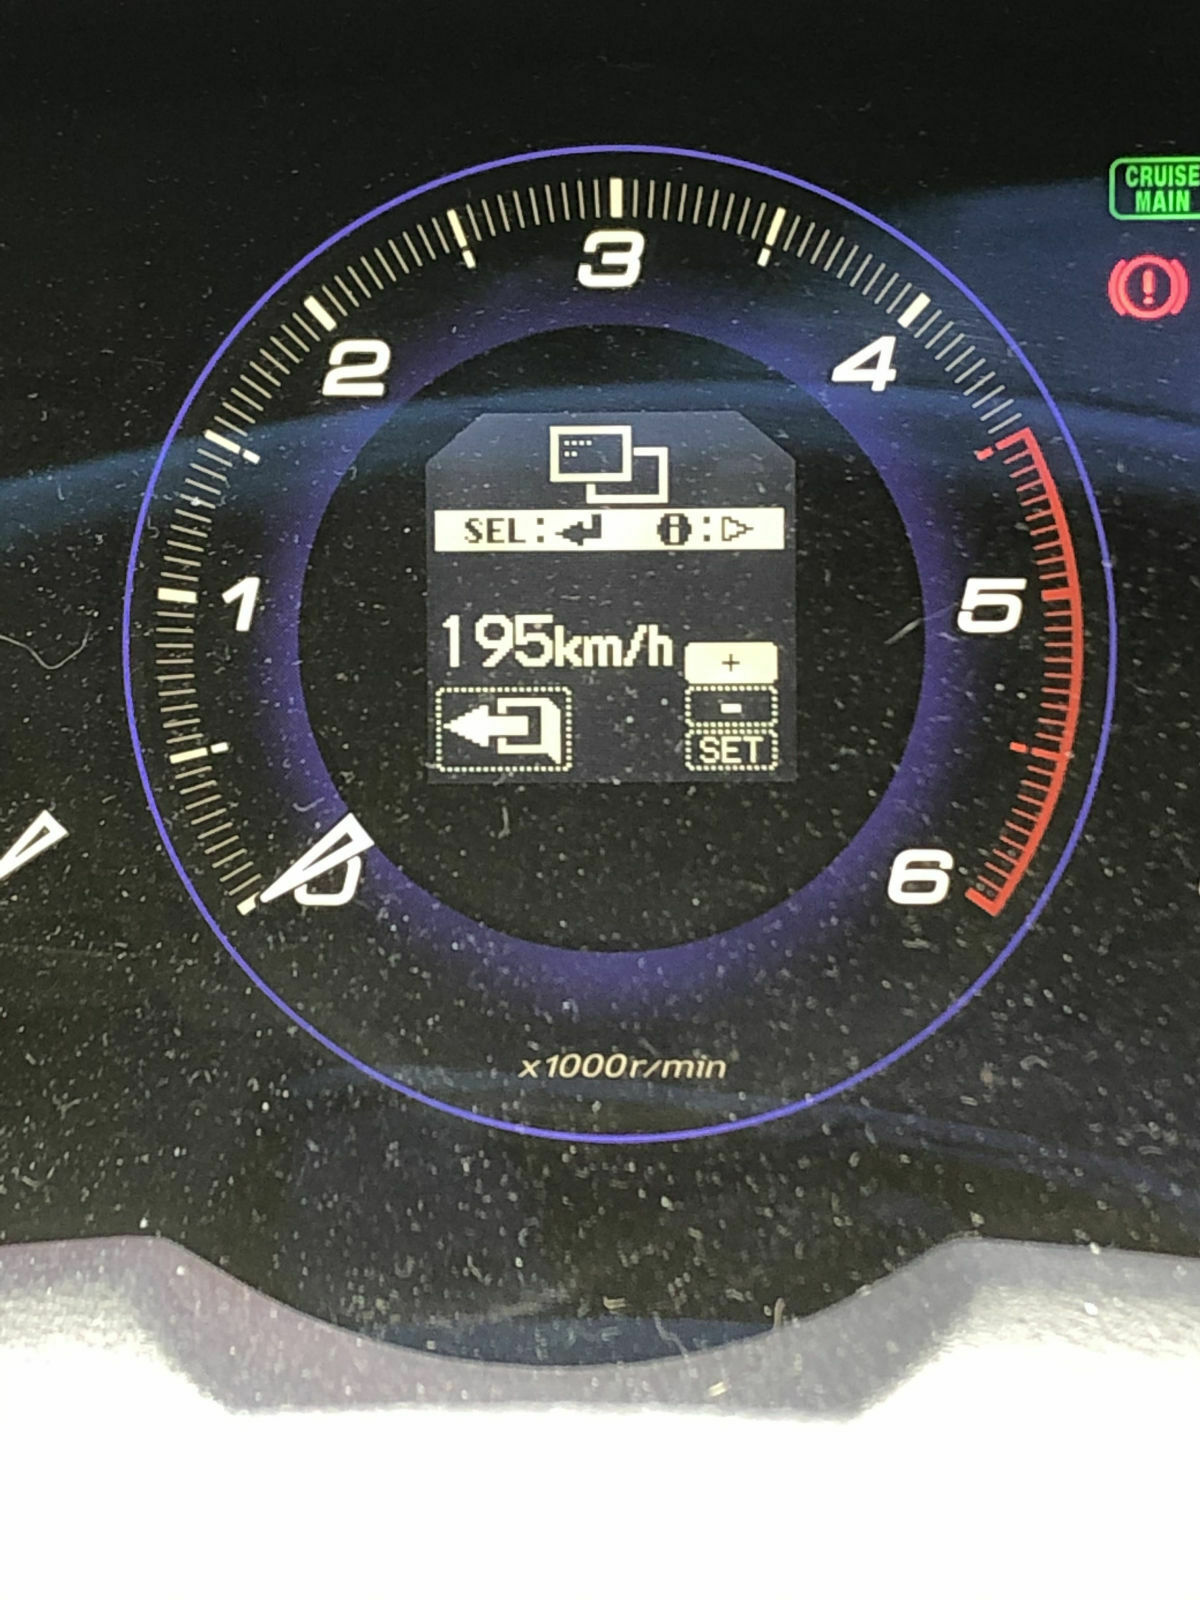 CRUISE
MAIN
3
2
4
SEL: i:
1
5
195km/h
+
-
SET
0
6
x1000r/min